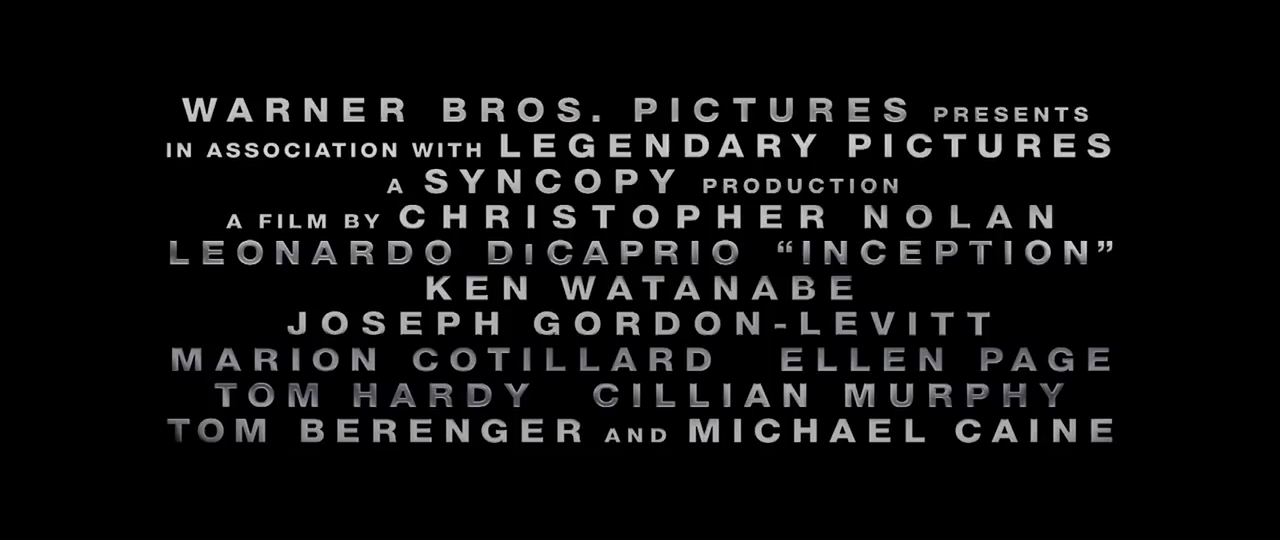 WARNER BROS. PICTURES PRESENTS
IN ASSOCIATION WITH LEGENDARY PICTURES
A SYNCOPY PRODUCTION
A FILM BY CHRISTOPHER NOLAN
LEONARDO DiCAPRIO “INCEPTION”
KEN WATANABE
JOSEPH GORDON-LEVITT
MARION COTILLARD ELLEN PAGE
TOM HARDY CILLIAN MURPHY
TOM BERENGER AND MICHAEL CAINE